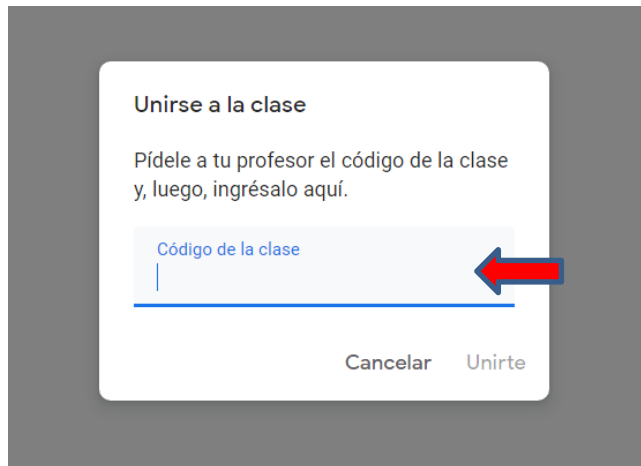 Unirse a la clase
Pídele a tu profesor el código de la clase
y, luego, ingrésalo aquí.
Código de la clase
Cancelar Unirte